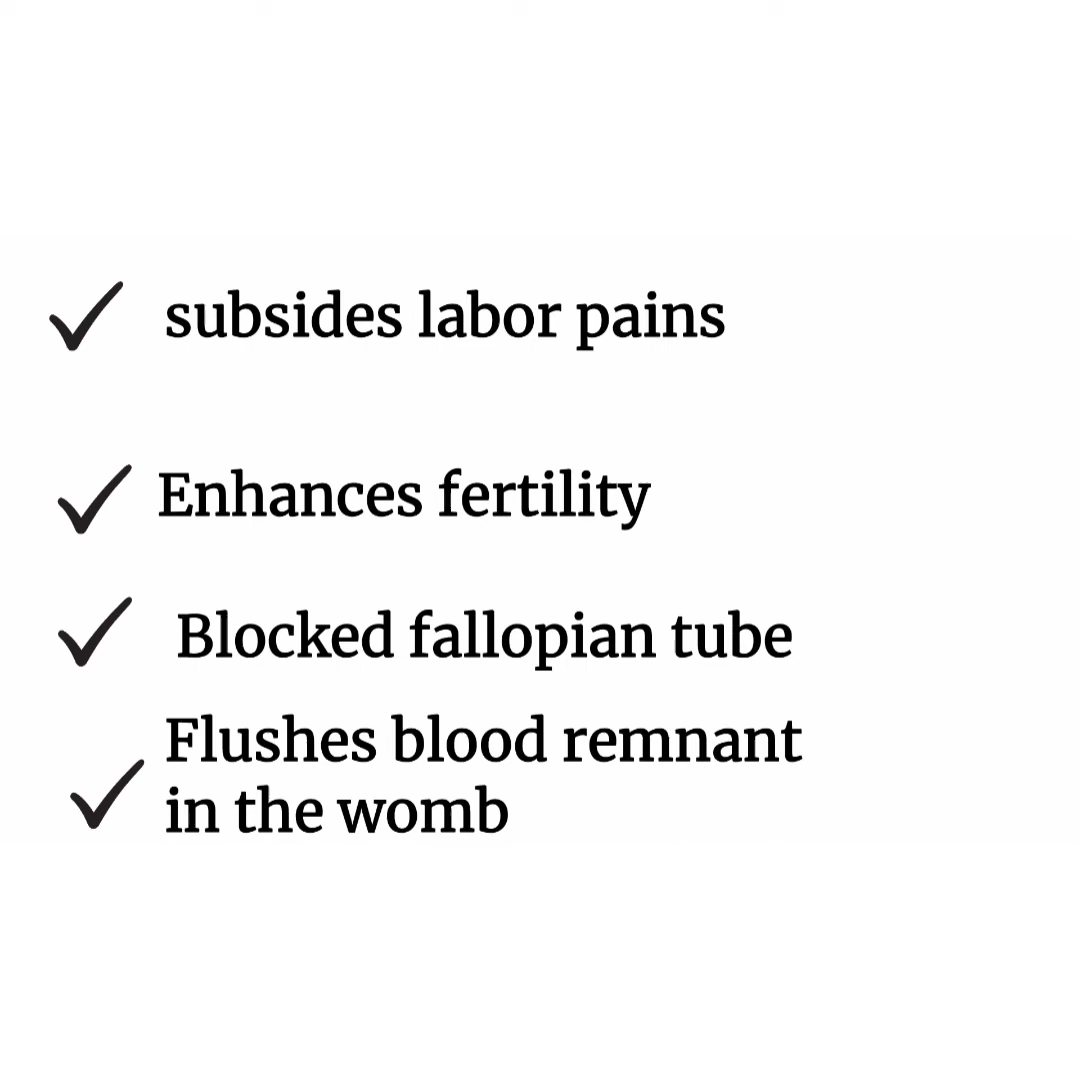 subsides labor pains
Enhances fertility
Blocked fallopian tube
Flushes blood remnant
in the womb